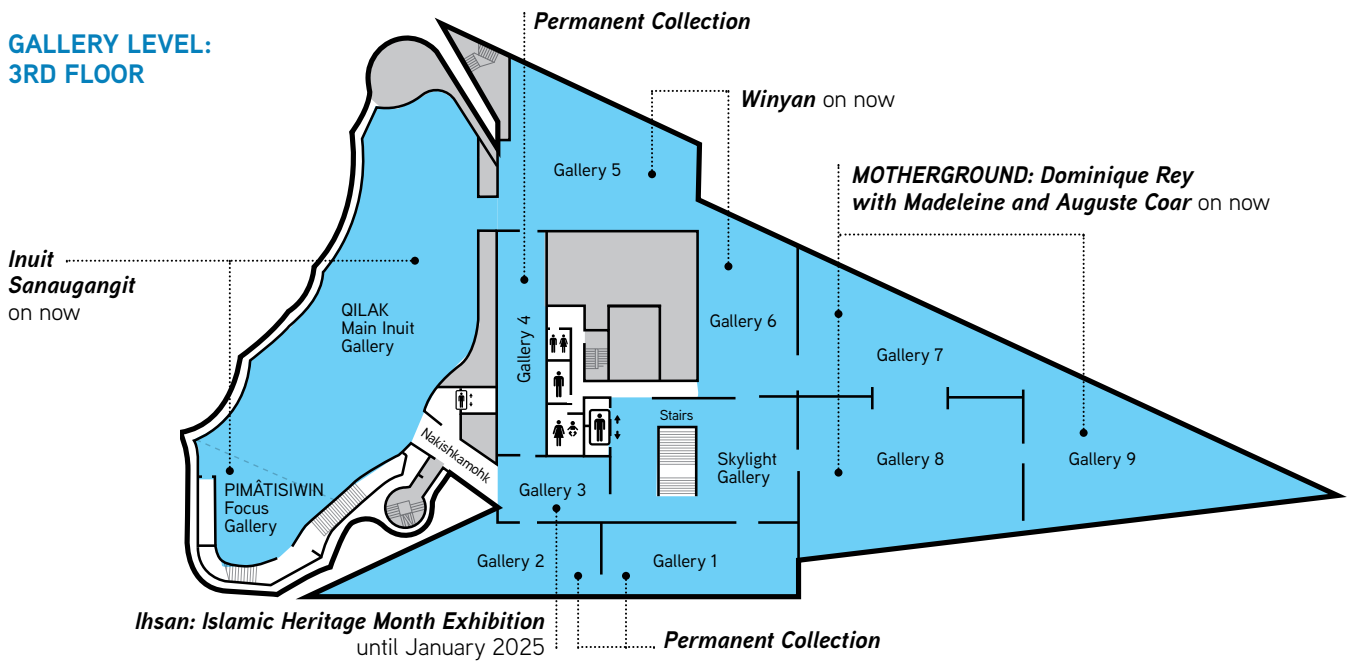 GALLERY LEVEL:
3RD FLOOR
Permanent Collection
Winyan on now
MOTHERGROUND: Dominique Rey
with Madeleine and Auguste Coar on now
Inuit
Sanaugangit
on now
Gallery 5
QILAK
Main Inuit
Gallery
Gallery 4
Gallery 6
Gallery 7
Nakishkamohk
Stairs
Skylight
Gallery
Gallery 8
Gallery 9
PIMÂTISIWIN
Focus
Gallery
Gallery 3
Gallery 2
Gallery 1
Ihsan: Islamic Heritage Month Exhibition
until January 2025
Permanent Collection